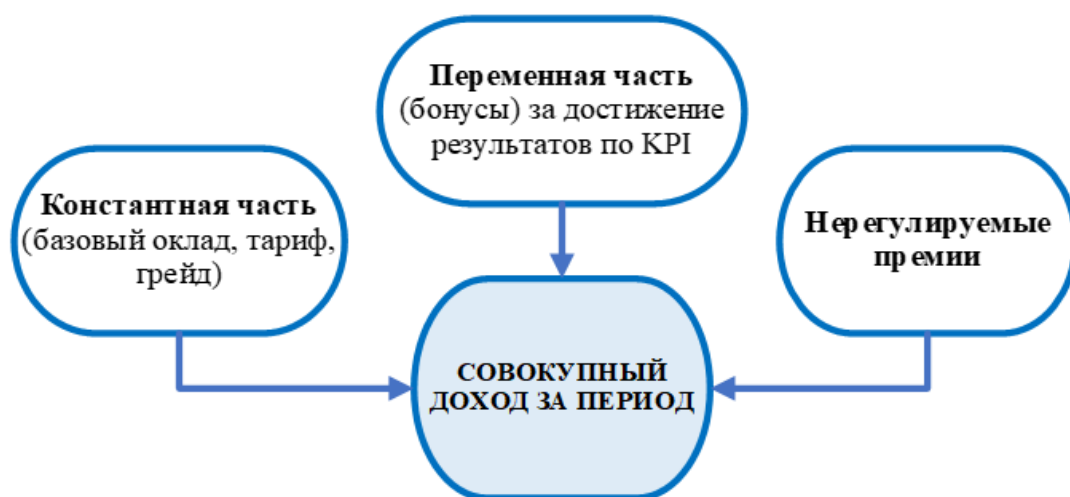 Переменная часть
(бонусы) за достижение
результатов по KPI
Константная часть
(базовый оклад, тариф,
грейд)
Нерегулируемые
премии
СОВОКУПНЫЙ
ДОХОД ЗА ПЕРИОД